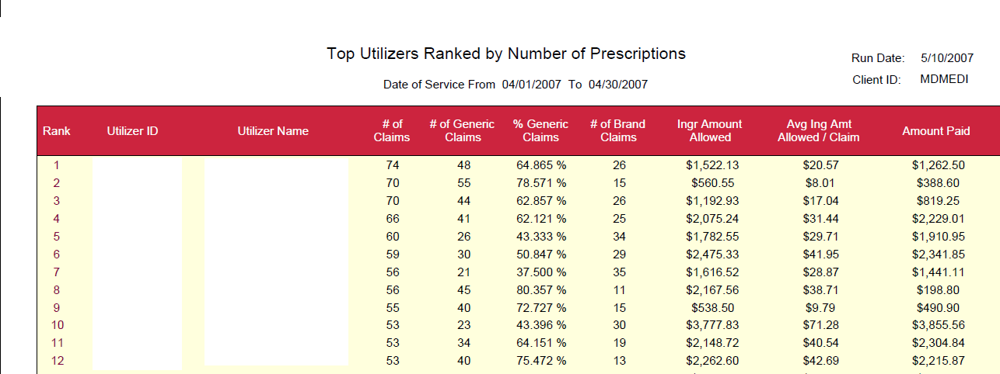 Top Utilizers Ranked by Number of Prescriptions
Run Date: 5/10/2007
Date of Service From 04/01/2007 To 04/30/2007
Client ID: MDMEDI
Rank Utilizer ID Utilizer Name # of Claims # of Generic Claims % Generic Claims # of Brand Claims Ingr Amount Allowed Avg Ing Amt Allowed / Claim Amount Paid
1 74 48 64.865 % 26 $1,522.13 $20.57 $1,262.50
2 70 55 78.571 % 15 $560.55 $8.01 $388.60
3 70 44 62.857 % 26 $1,192.93 $17.04 $819.25
4 66 41 62.121 % 25 $2,075.24 $31.44 $2,229.01
5 60 26 43.333 % 34 $1,782.55 $29.71 $1,910.95
6 59 30 50.847 % 29 $2,475.33 $41.95 $2,341.85
7 56 21 37.500 % 35 $1,616.52 $28.87 $1,441.11
8 56 45 80.357 % 11 $2,167.56 $38.71 $198.80
9 55 40 72.727 % 15 $538.50 $9.79 $490.90
10 53 23 43.396 % 30 $3,777.83 $71.28 $3,855.56
11 53 34 64.151 % 19 $2,148.72 $40.54 $2,304.84
12 53 40 75.472 % 13 $2,262.60 $42.69 $2,215.87